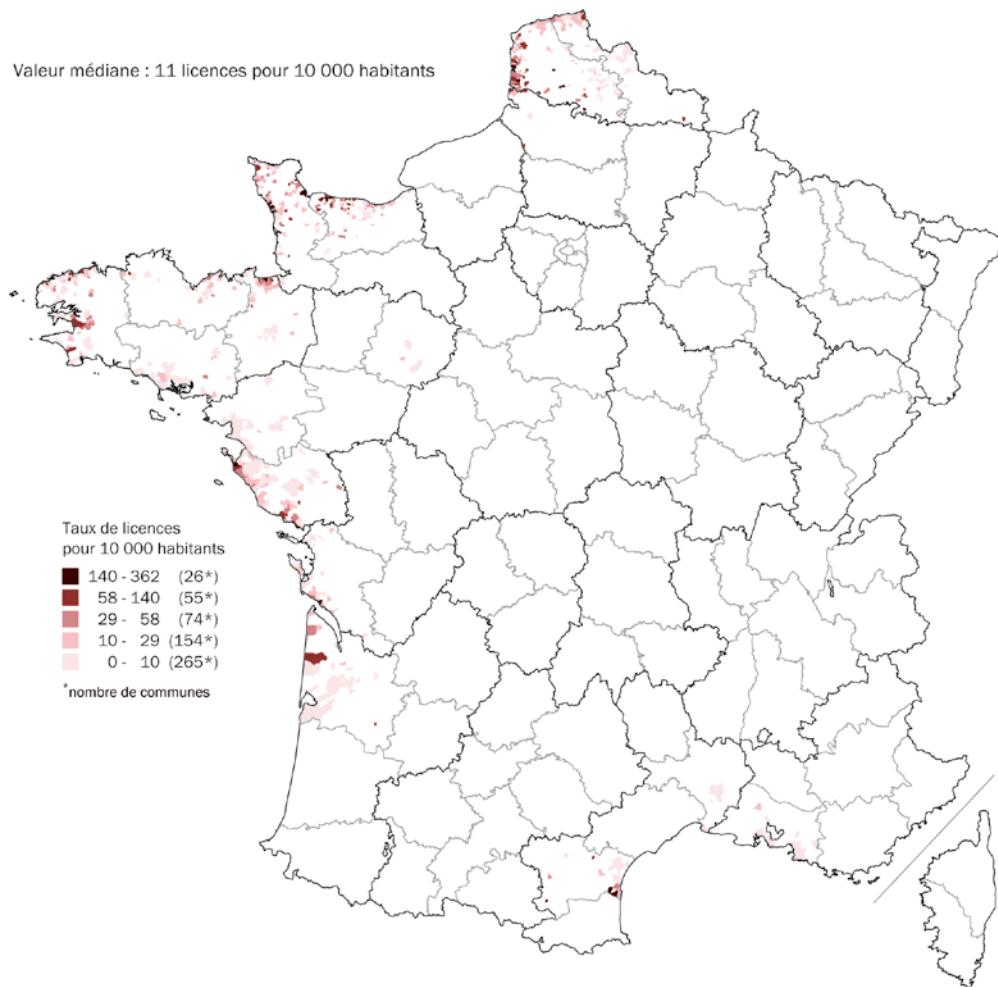 Valeur médiane : 11 licences pour 10 000 habitants
Taux de licences
pour 10 000 habitants
140 - 362 (26*)
58 - 140 (55*)
29 - 58 (74*)
10 - 29 (154*)
0 - 10 (265*)
*nombre de communes